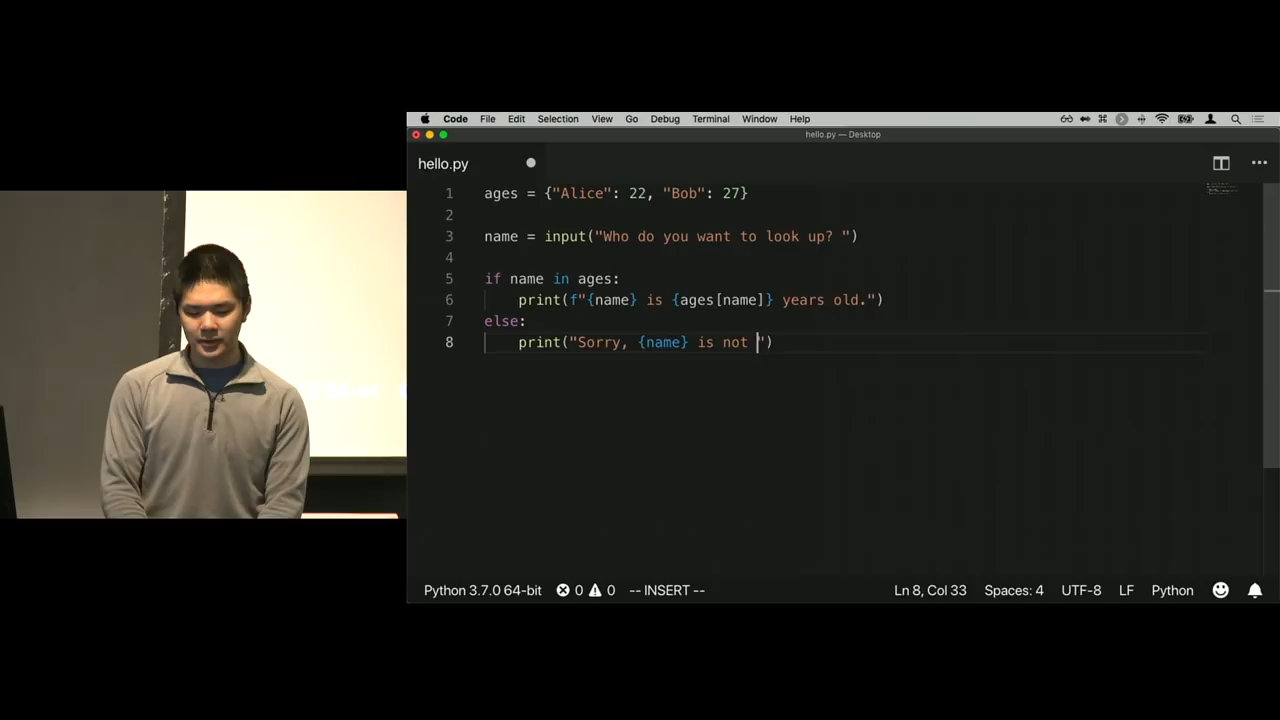 Code File Edit Selection View Go Debug Terminal Window Help
hello.py — Desktop
hello.py
1 ages = {"Alice": 22, "Bob": 27}
2
3 name = input("Who do you want to look up? ")
4
5 if name in ages:
6 print(f"{name} is {ages[name]} years old.")
7 else:
8 print("Sorry, {name} is not ")
Python 3.7.0 64-bit 0 0 -- INSERT -- Ln 8, Col 33 Spaces: 4 UTF-8 LF Python